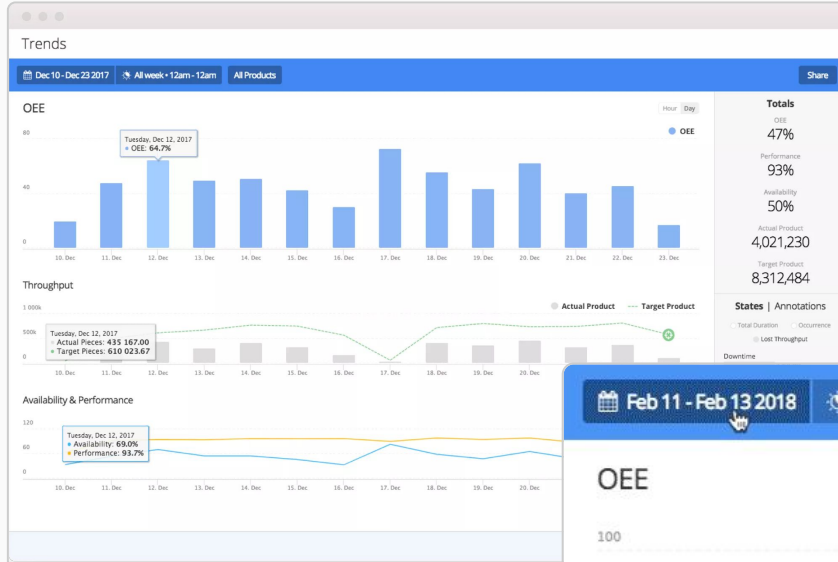 Trends
Dec 10 - Dec 23 2017 All week • 12am - 12am All Products Share
OEE
Hour Day
OEE
80
40
0
Tuesday, Dec 12, 2017
OEE: 64.7%
10. Dec 11. Dec 12. Dec 13. Dec 14. Dec 15. Dec 16. Dec 17. Dec 18. Dec 19. Dec 20. Dec 21. Dec 22. Dec 23. Dec
Throughput
Actual Product Target Product
1 000k
500k
0
Tuesday, Dec 12, 2017
Actual Pieces: 435 167.00
Target Pieces: 610 023.67
10. Dec 11. Dec 12. Dec 13. Dec 14. Dec 15. Dec 16. Dec 17. Dec 18. Dec 19. Dec 20. Dec
Availability & Performance
120
60
0
Tuesday, Dec 12, 2017
Availability: 69.0%
Performance: 93.7%
10. Dec 11. Dec 12. Dec 13. Dec 14. Dec 15. Dec 16. Dec 17. Dec 18. Dec 19. Dec 20. Dec
Totals
OEE
47%
Performance
93%
Availability
50%
Actual Product
4,021,230
Target Product
8,312,484
States | Annotations
Total Duration Occurrence
Lost Throughput
Downtime
Feb 11 - Feb 13 2018
OEE
100